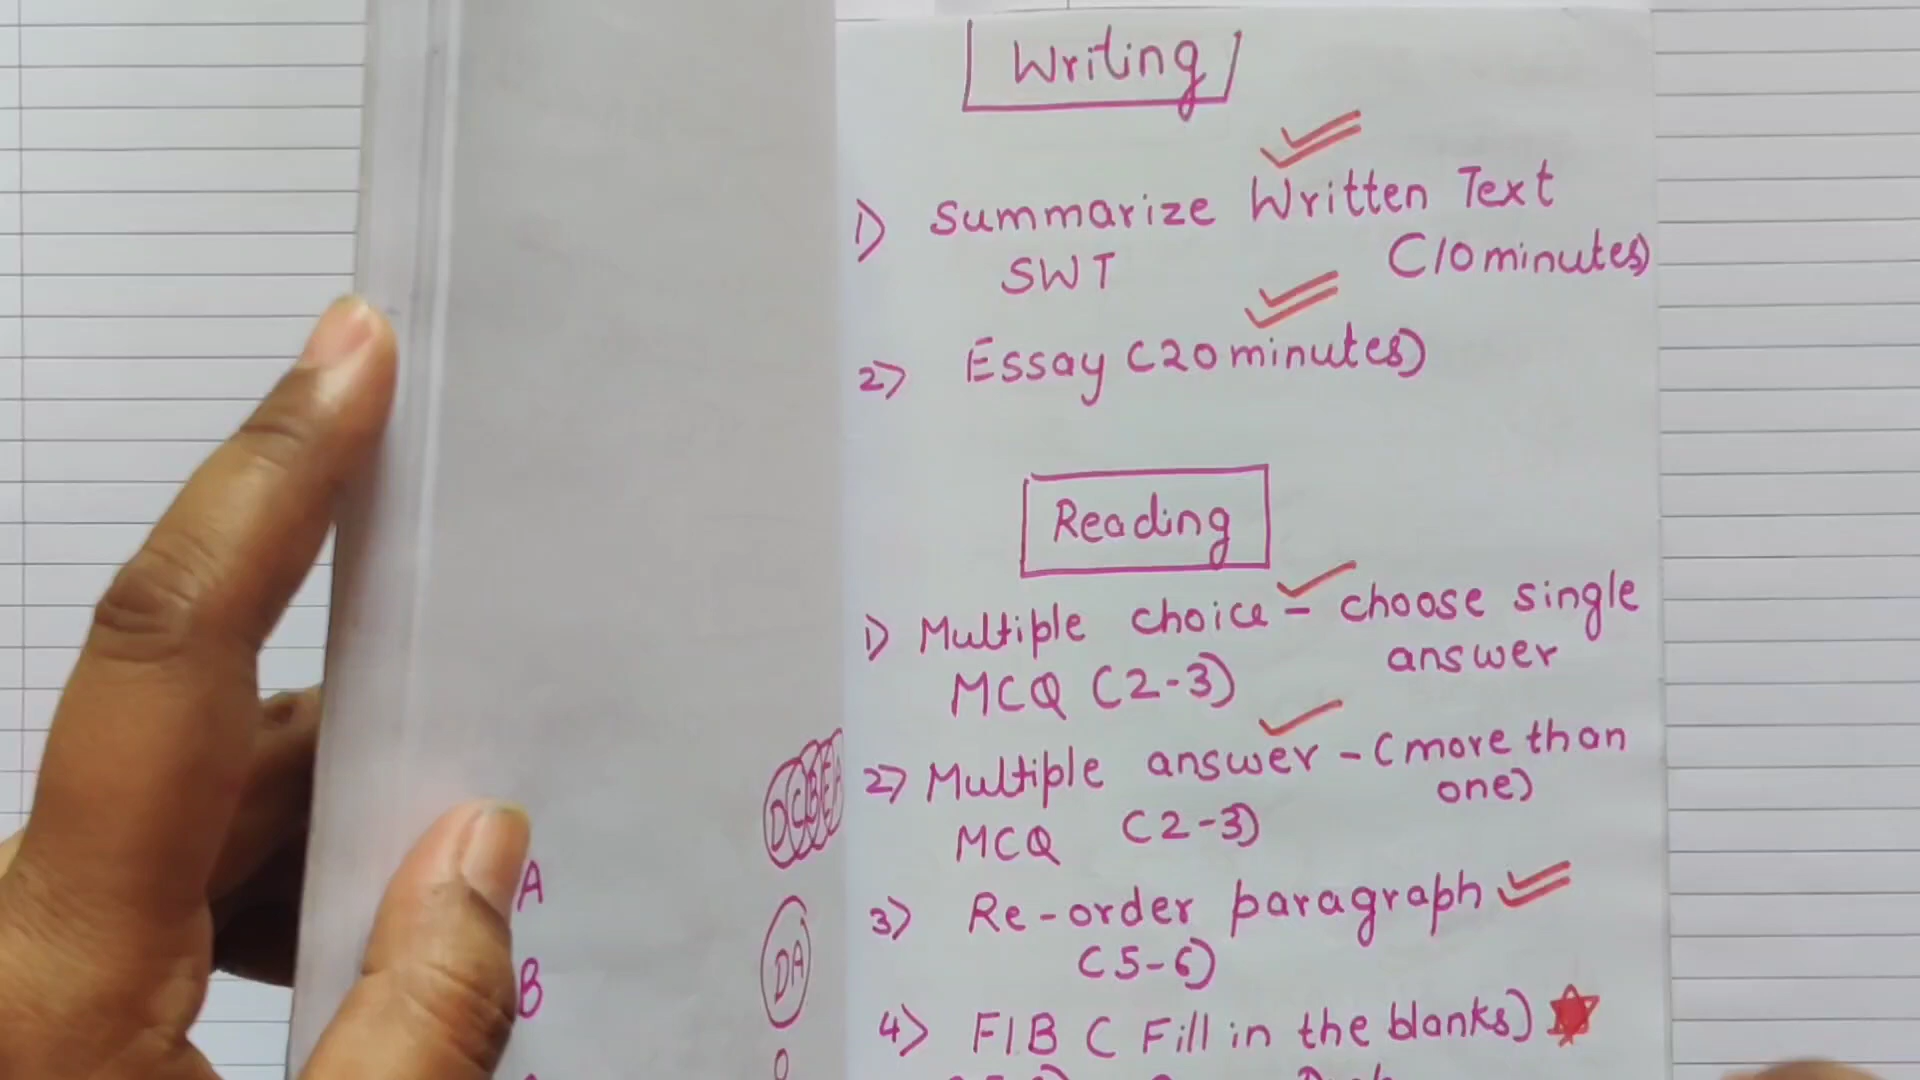 Writing
1) Summarize Written Text
SWT (10 minutes)
2) Essay (20 minutes)
Reading
1) Multiple choice - choose single
answer
MCQ (2-3)
2) Multiple answer - (more than
one)
MCQ (2-3)
3) Re-order paragraph
(5-6)
4) FIB (Fill in the blanks)
A
B
DCBEA
DA